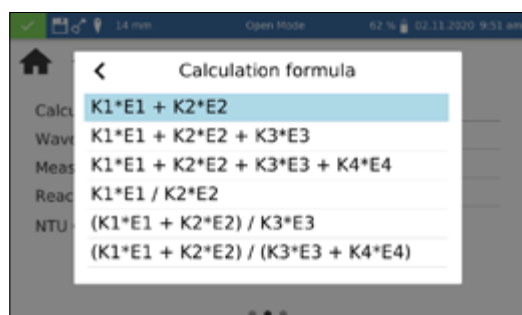 14 mm Open Mode 62 % 02.11.2020 9:51 am
Calculation formula
K1*E1 + K2*E2
K1*E1 + K2*E2 + K3*E3
K1*E1 + K2*E2 + K3*E3 + K4*E4
K1*E1 / K2*E2
(K1*E1 + K2*E2) / K3*E3
(K1*E1 + K2*E2) / (K3*E3 + K4*E4)
Calcu
Wave
Meas
Reac
NTU